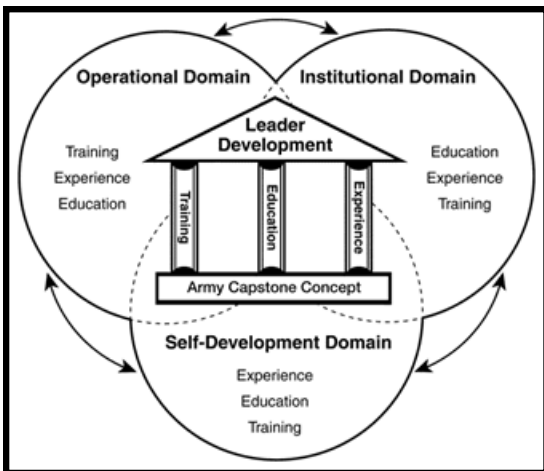 Operational Domain
Institutional Domain
Leader
Development
Training
Experience
Education
Education
Experience
Training
Training
Education
Experience
Army Capstone Concept
Self-Development Domain
Experience
Education
Training